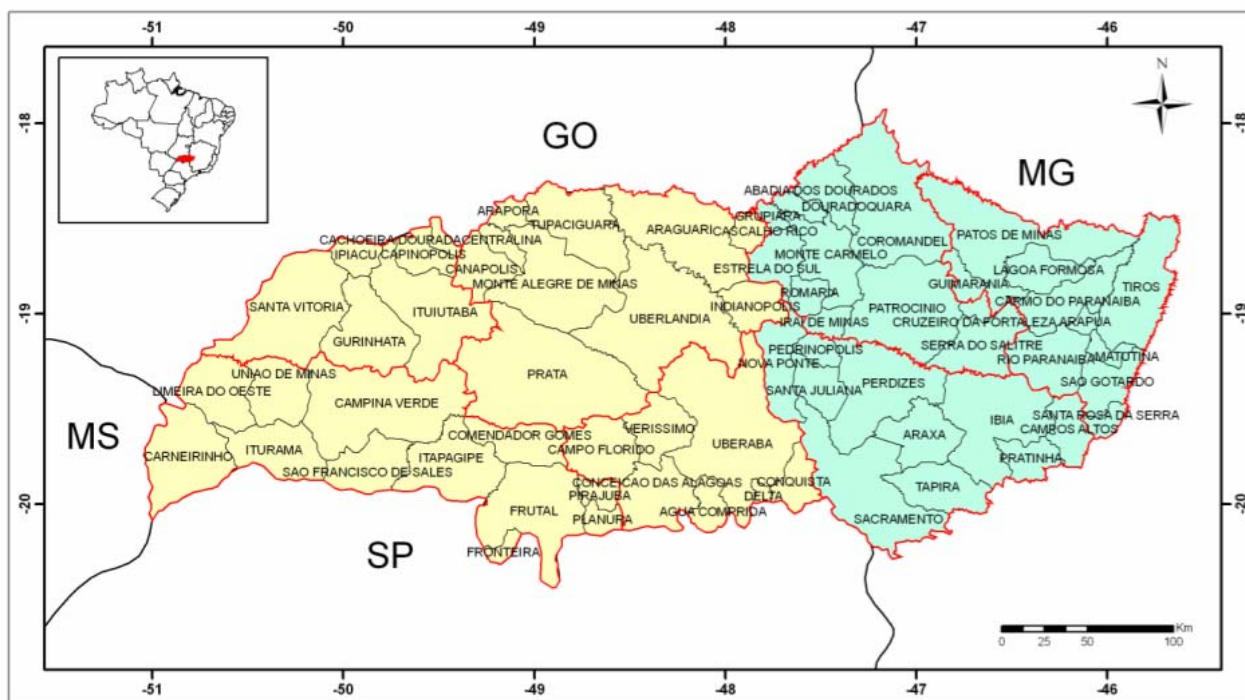 -51 -50 -49 -48 -47 -46
N
-18 -18
GO
MG
ABADIA DOS DOURADOS
DOURADOQUARA
ARAPORA
GRUPIARA
TUPACIGUARA
ARAGUARI
CASCALHO RICO
PATOS DE MINAS
CACHOEIRA DOURADA
CENTRALINA
COROMANDEL
IPIACU
CAPINOPOLIS
MONTE CARMELO
CANAPOLIS
ESTRELA DO SUL
LAGOA FORMOSA
MONTE ALEGRE DE MINAS
GUIMARANIA
TIROS
ROMARIA
SANTA VITORIA
INDIANOPOLIS
PATROCINIO
CARMO DO PARANAIBA
ITUIUTABA
UBERLANDIA
IRAI DE MINAS
CRUZEIRO DA FORTALEZA
ARAPUA
-19 -19
GURINHATA
PEDRINOPOLIS
SERRA DO SALITRE
NOVA PONTE
RIO PARANAIBA
MATUTINA
UNIAO DE MINAS
PRATA
LIMEIRA DO OESTE
SANTA JULIANA
PERDIZES
SAO GOTARDO
CAMPINA VERDE
IBIA
SANTA ROSA DA SERRA
VERISSIMO
CAMPOS ALTOS
MS
COMENDADOR GOMES
ARAXA
UBERABA
CARNEIRINHO
ITURAMA
ITAPAGIPE
CAMPO FLORIDO
PRATINHA
SAO FRANCISCO DE SALES
CONCEICAO DAS ALAGOAS
CONQUISTA
TAPIRA
PIRAJUBA
DELTA
-20 -20
FRUTAL
PLANURA
AGUA COMPRIDA
SACRAMENTO
SP
FRONTEIRA
Km
0 25 50 100
-51 -50 -49 -48 -47 -46